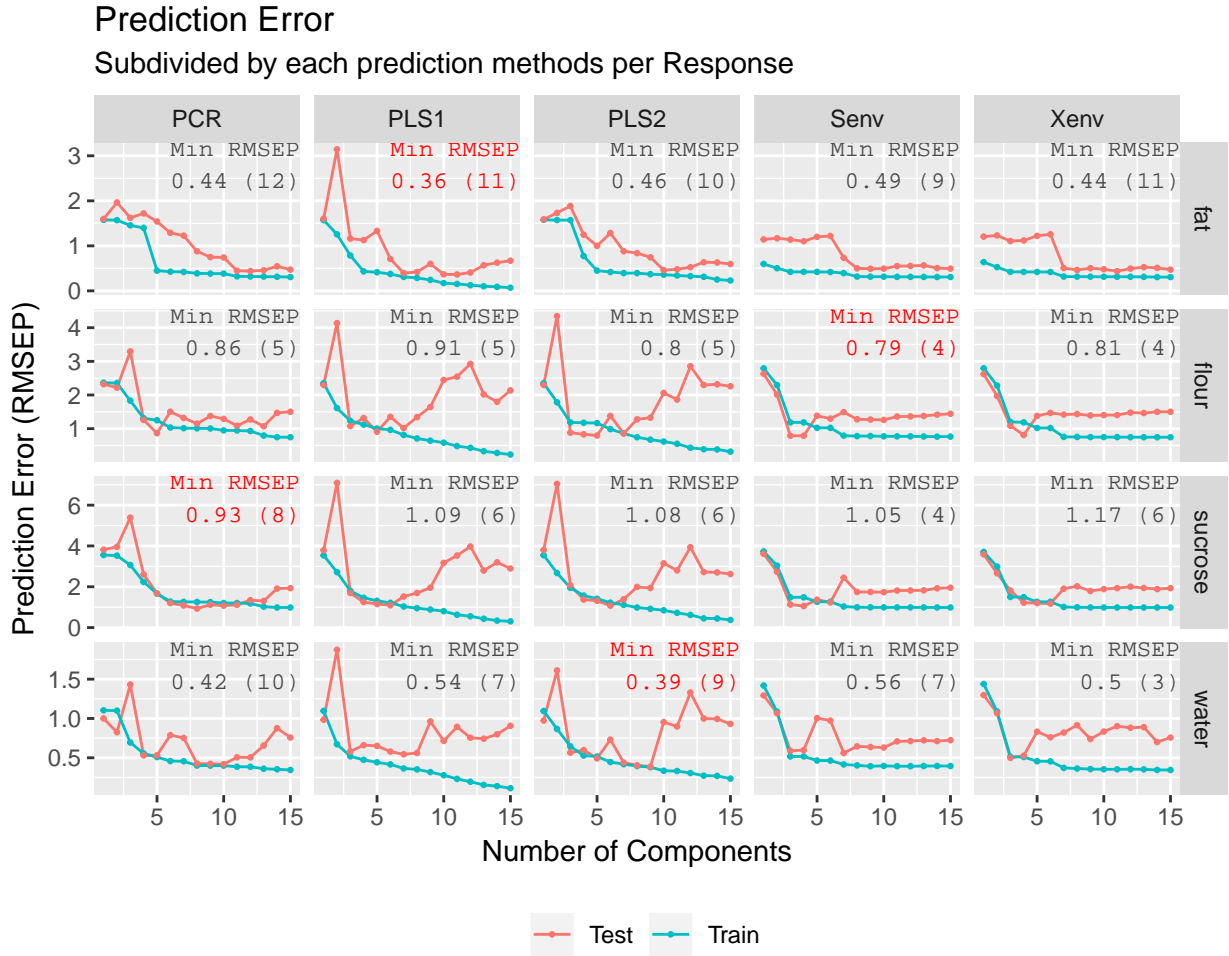 Prediction Error
Subdivided by each prediction methods per Response
PCR PLS1 PLS2 Senv Xenv
Min RMSEP Min RMSEP Min RMSEP Min RMSEP Min RMSEP
0.44 (12) 0.36 (11) 0.46 (10) 0.49 (9) 0.44 (11)
fat
3
2
1
0
Min RMSEP Min RMSEP Min RMSEP Min RMSEP Min RMSEP
0.86 (5) 0.91 (5) 0.8 (5) 0.79 (4) 0.81 (4)
flour
4
3
2
1
Min RMSEP Min RMSEP Min RMSEP Min RMSEP Min RMSEP
0.93 (8) 1.09 (6) 1.08 (6) 1.05 (4) 1.17 (6)
sucrose
6
4
2
0
Min RMSEP Min RMSEP Min RMSEP Min RMSEP Min RMSEP
0.42 (10) 0.54 (7) 0.39 (9) 0.56 (7) 0.5 (3)
water
1.5
1.0
0.5
Prediction Error (RMSEP)
5 10 15 5 10 15 5 10 15 5 10 15 5 10 15
Number of Components
Test Train